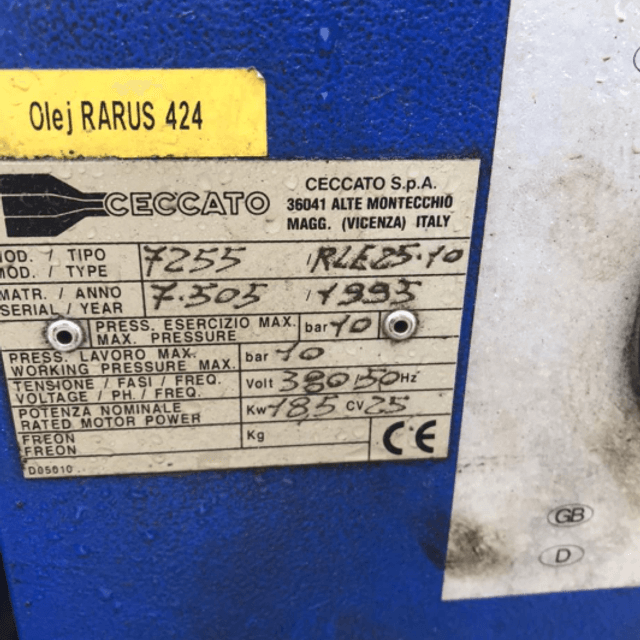 Olej RARUS 424
CECCATO
CECCATO S.p.A.
36041 ALTE MONTECCHIO
MAGG. (VICENZA) ITALY
MOD. / TIPO
MOD. / TYPE
7255 / RLE25.10
MATR. / ANNO
SERIAL / YEAR
7.505 / 1995
PRESS. ESERCIZIO MAX.
MAX. PRESSURE
bar 10
PRESS. LAVORO MAX.
WORKING PRESSURE MAX.
bar 10
TENSIONE / FASI / FREQ.
VOLTAGE / PH. / FREQ.
Volt 380/50 Hz
POTENZA NOMINALE
RATED MOTOR POWER
Kw 18,5 CV 25
FREON
FREON
Kg
CE
D05010
GB
D